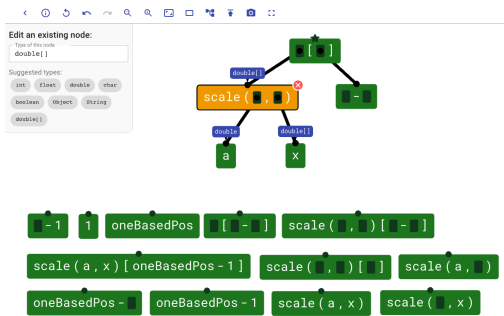 Edit an existing node:
Type of this node
double[]
Suggested types:
int float double char
boolean Object String
double[]
[ ]
double[]
scale( , )
-
double double[]
a x
-1 1 oneBasedPos [ - ] scale( , )[ - ]
scale(a,x)[oneBasedPos-1] scale( , )[ ] scale(a, )
oneBasedPos- oneBasedPos-1 scale(a,x) scale( ,x)